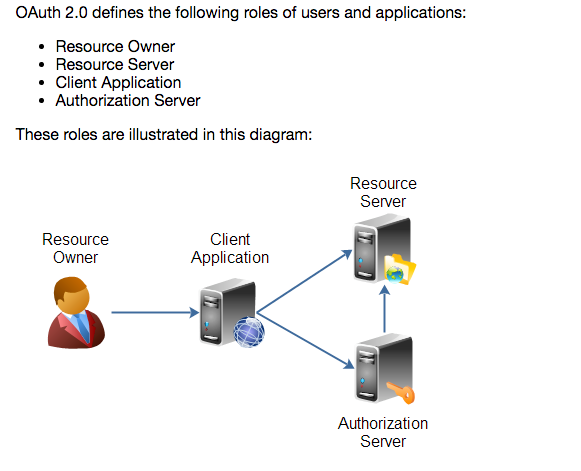 OAuth 2.0 defines the following roles of users and applications:
• Resource Owner
• Resource Server
• Client Application
• Authorization Server
These roles are illustrated in this diagram:
Resource
Server
Resource
Owner
Client
Application
Authorization
Server